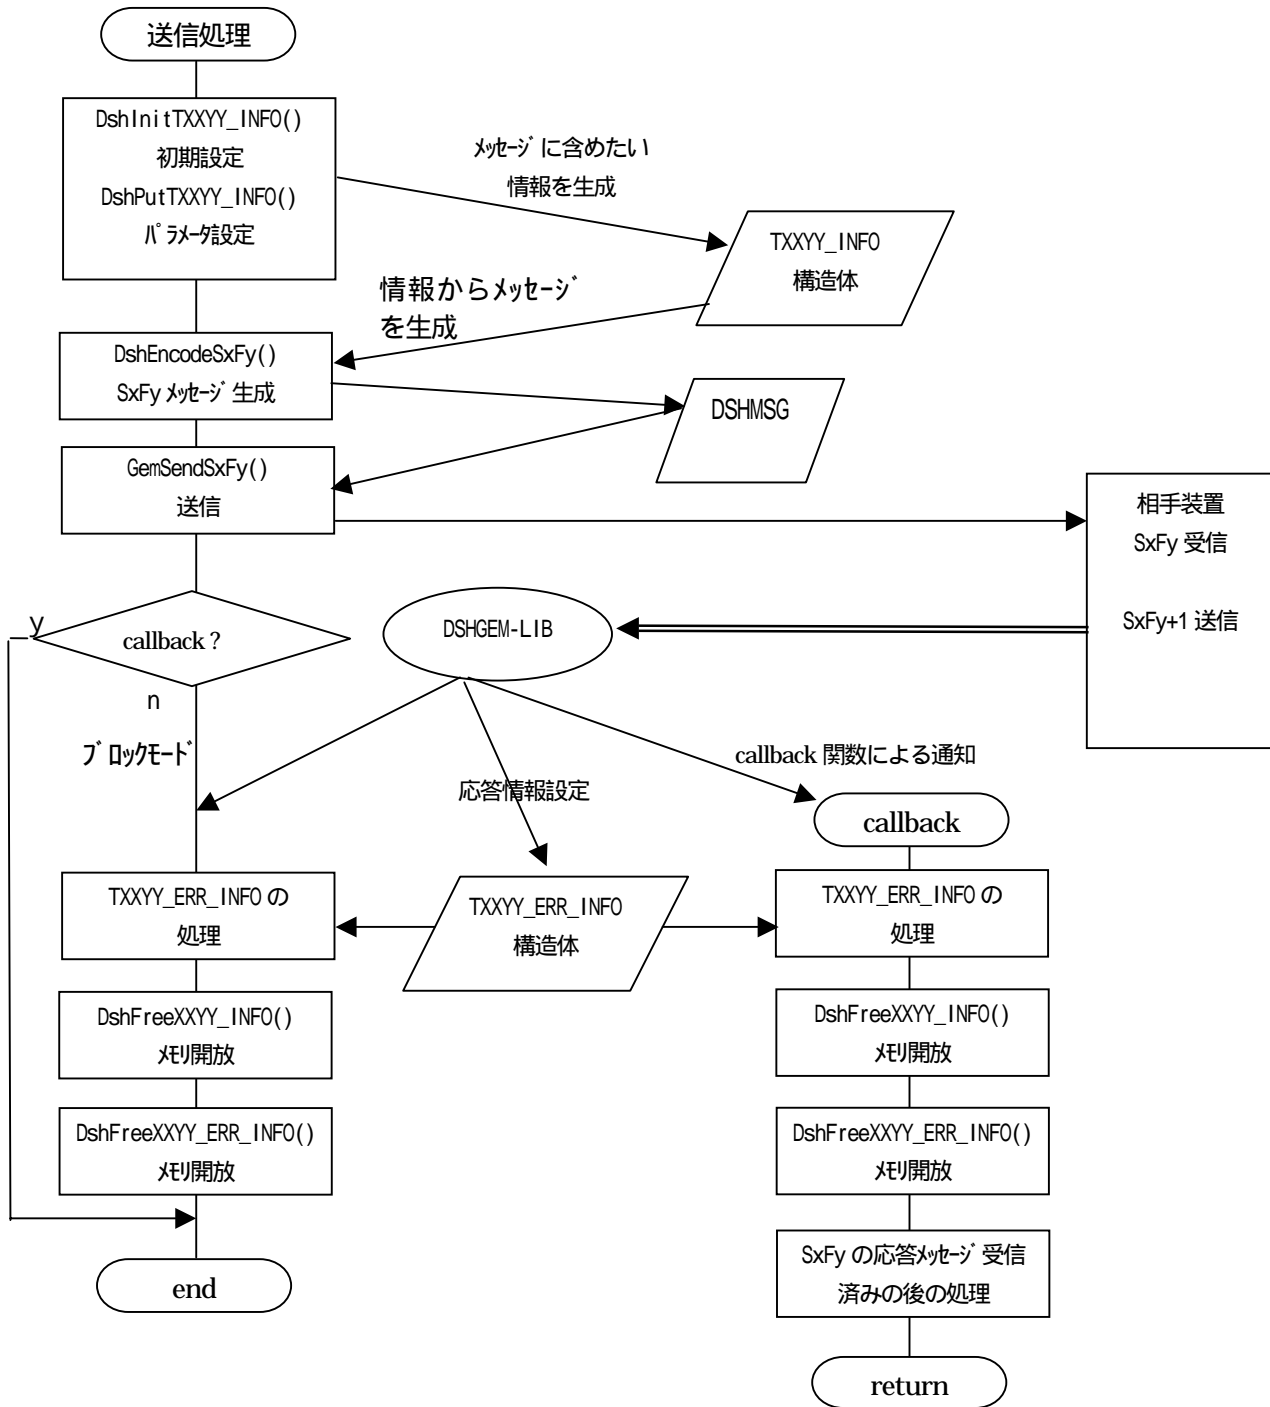 送信処理
DshInitTXXYY_INFO()
初期設定
DshPutTXXYY_INFO()
ﾊﾟﾗﾒｰﾀ設定
ﾒｯｾｰｼﾞに含めたい
情報を生成
TXXYY_INFO
構造体
情報からﾒｯｾｰｼﾞ
を生成
DshEncodeSxFy()
SxFy ﾒｯｾｰｼﾞ生成
DSHMSG
GemSendSxFy()
送信
相手装置
SxFy 受信
SxFy+1 送信
y
callback ?
DSHGEM-LIB
n
ﾌﾞﾛｯｸﾓｰﾄﾞ
callback 関数による通知
応答情報設定
callback
TXXYY_ERR_INFO の
処理
TXXYY_ERR_INFO
構造体
TXXYY_ERR_INFO の
処理
DshFreeXXYY_INFO()
ﾒﾓﾘ開放
DshFreeXXYY_INFO()
ﾒﾓﾘ開放
DshFreeXXYY_ERR_INFO()
ﾒﾓﾘ開放
DshFreeXXYY_ERR_INFO()
ﾒﾓﾘ開放
SxFy の応答ﾒｯｾｰｼﾞ受信
済みの後の処理
end
return